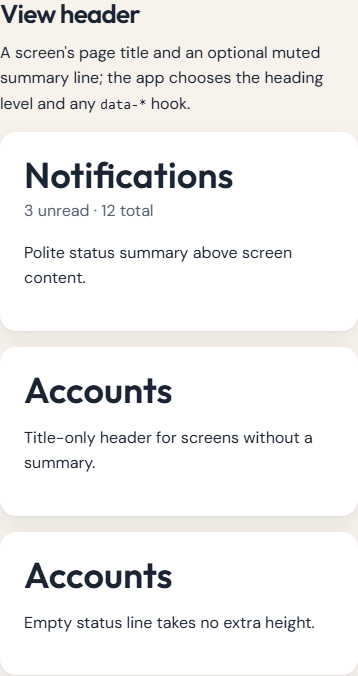 View header
A screen's page title and an optional muted
summary line; the app chooses the heading
level and any data-* hook.
Notifications
3 unread · 12 total
Polite status summary above screen
content.
Accounts
Title-only header for screens without a
summary.
Accounts
Empty status line takes no extra height.